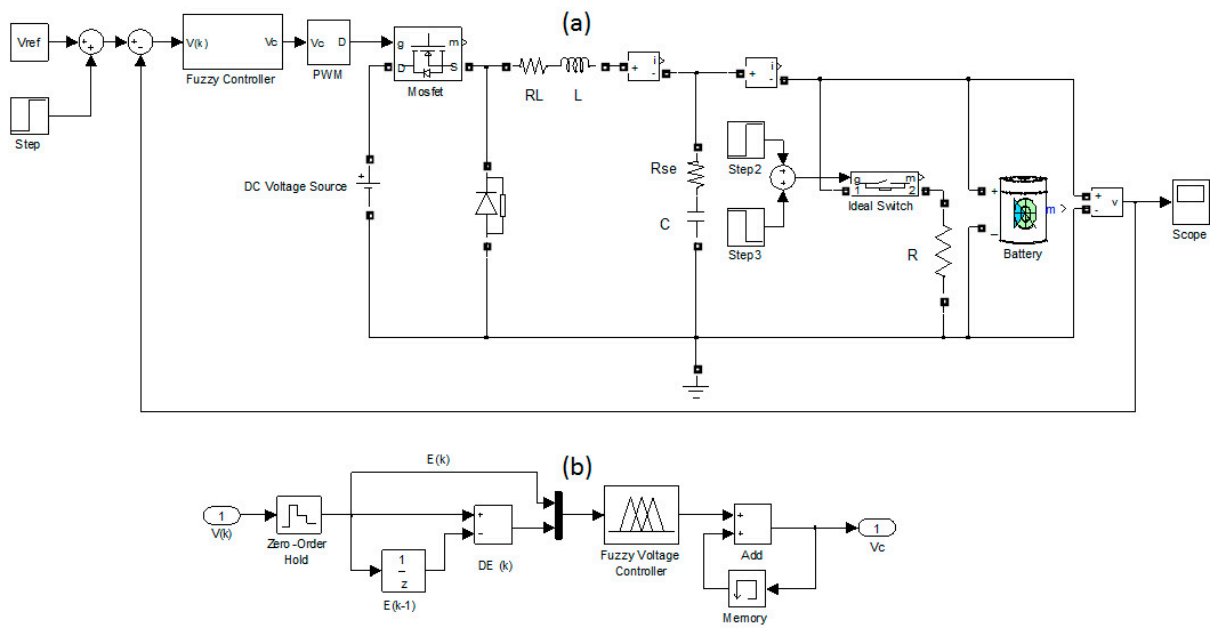 (a)
Vref
+
+
+
-
V(k)
Vc
Fuzzy Controller
Vc
D
PWM
g
m
D
S
Mosfet
Step
DC Voltage Source
+
RL
L
+
i
-
+
i
-
Rse
C
Step2
+
+
Step3
g
m
1
2
Ideal Switch
R
+
_
m
Battery
+
-
v
Scope
(b)
E(k)
1
V(k)
Zero-Order
Hold
1
z
E(k-1)
+
-
DE (k)
Fuzzy Voltage
Controller
+
+
Add
Memory
1
Vc